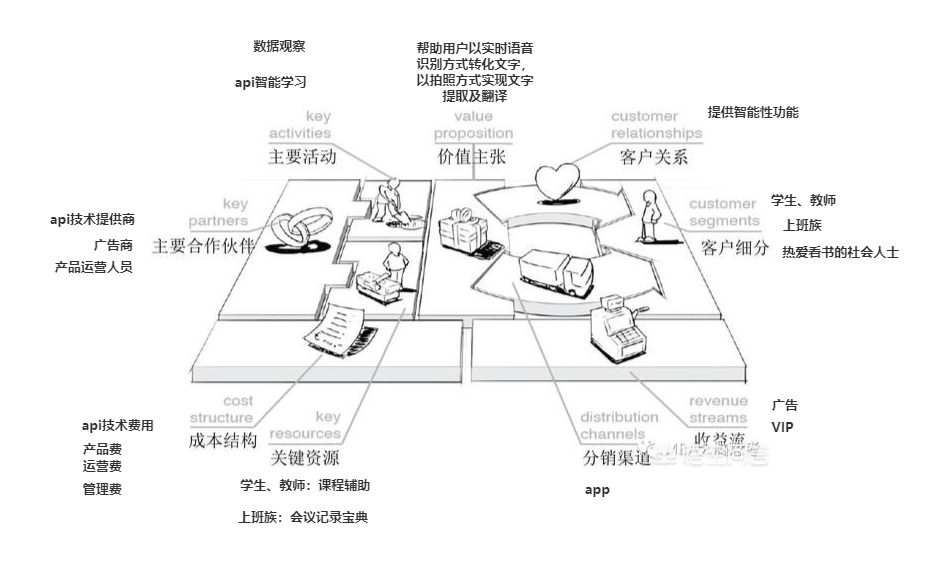 数据观察
api智能学习
帮助用户以实时语音
识别方式转化文字，
以拍照方式实现文字
提取及翻译
提供智能性功能
key
activities
主要活动
value
proposition
价值主张
customer
relationships
客户关系
api技术提供商
广告商
产品运营人员
key
partners
主要合作伙伴
customer
segments
客户细分
学生、教师
上班族
热爱看书的社会人士
cost
structure
成本结构
api技术费用
产品费
运营费
管理费
key
resources
关键资源
学生、教师：课程辅助
上班族：会议记录宝典
distribution
channels
分销渠道
app
revenue
streams
收益流
广告
VIP